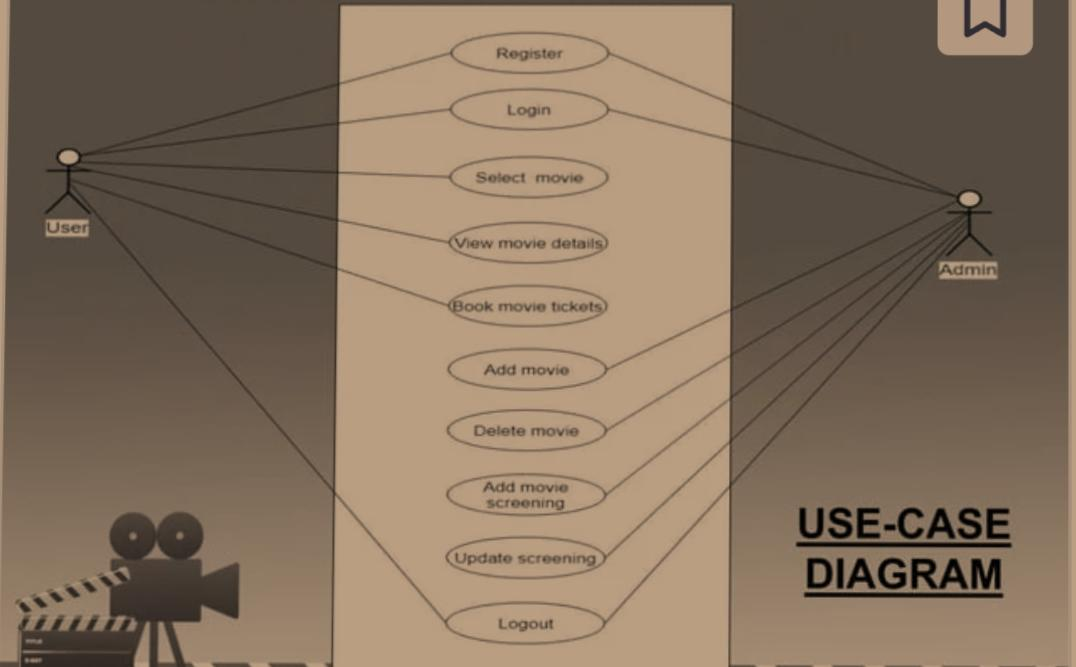 Register
Login
Select movie
User
View movie details
Admin
Book movie tickets
Add movie
Delete movie
Add movie
screening
USE-CASE
DIAGRAM
Update screening
Logout
TITLE